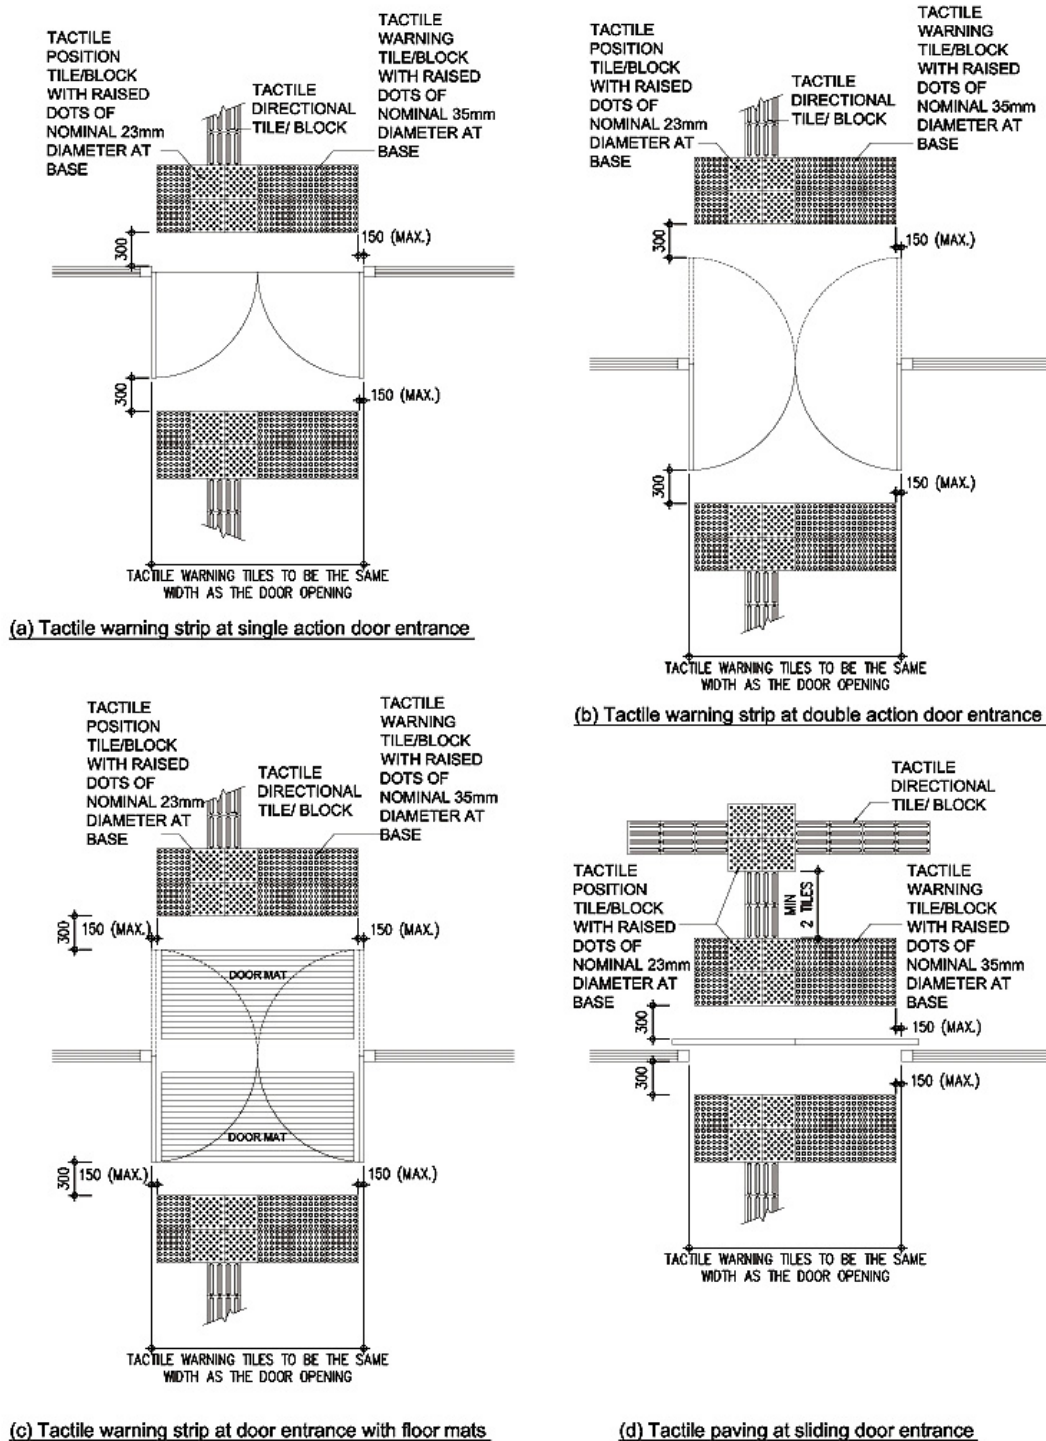 TACTILE
POSITION
TILE/BLOCK
WITH RAISED
DOTS OF
NOMINAL 23mm
DIAMETER AT
BASE
TACTILE
DIRECTIONAL
TILE/ BLOCK
TACTILE
WARNING
TILE/BLOCK
WITH RAISED
DOTS OF
NOMINAL 35mm
DIAMETER AT
BASE
300
150 (MAX.)
300
150 (MAX.)
TACTILE WARNING TILES TO BE THE SAME
WIDTH AS THE DOOR OPENING
(a) Tactile warning strip at single action door entrance
TACTILE
POSITION
TILE/BLOCK
WITH RAISED
DOTS OF
NOMINAL 23mm
DIAMETER AT
BASE
TACTILE
DIRECTIONAL
TILE/ BLOCK
TACTILE
WARNING
TILE/BLOCK
WITH RAISED
DOTS OF
NOMINAL 35mm
DIAMETER AT
BASE
300
150 (MAX.)
300
150 (MAX.)
TACTILE WARNING TILES TO BE THE SAME
WIDTH AS THE DOOR OPENING
(b) Tactile warning strip at double action door entrance
TACTILE
POSITION
TILE/BLOCK
WITH RAISED
DOTS OF
NOMINAL 23mm
DIAMETER AT
BASE
TACTILE
DIRECTIONAL
TILE/ BLOCK
TACTILE
WARNING
TILE/BLOCK
WITH RAISED
DOTS OF
NOMINAL 35mm
DIAMETER AT
BASE
300
150 (MAX.)
150 (MAX.)
DOOR MAT
DOOR MAT
300
150 (MAX.)
150 (MAX.)
TACTILE WARNING TILES TO BE THE SAME
WIDTH AS THE DOOR OPENING
(c) Tactile warning strip at door entrance with floor mats
TACTILE
DIRECTIONAL
TILE/ BLOCK
TACTILE
POSITION
TILE/BLOCK
WITH RAISED
DOTS OF
NOMINAL 23mm
DIAMETER AT
BASE
MIN
2 TILES
TACTILE
WARNING
TILE/BLOCK
WITH RAISED
DOTS OF
NOMINAL 35mm
DIAMETER AT
BASE
300
150 (MAX.)
300
150 (MAX.)
TACTILE WARNING TILES TO BE THE SAME
WIDTH AS THE DOOR OPENING
(d) Tactile paving at sliding door entrance